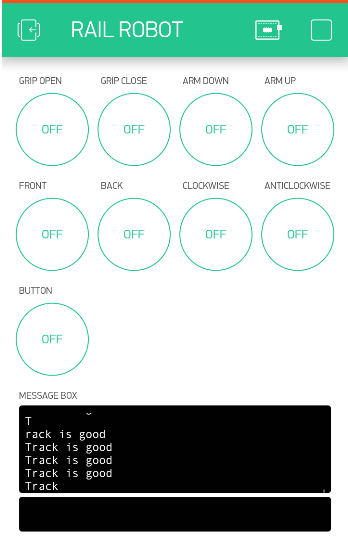 RAIL ROBOT
GRIP OPEN GRIP CLOSE ARM DOWN ARM UP
OFF OFF OFF OFF
FRONT BACK CLOCKWISE ANTICLOCKWISE
OFF OFF OFF OFF
BUTTON
OFF
MESSAGE BOX
T
rack is good
Track is good
Track is good
Track is good
Track